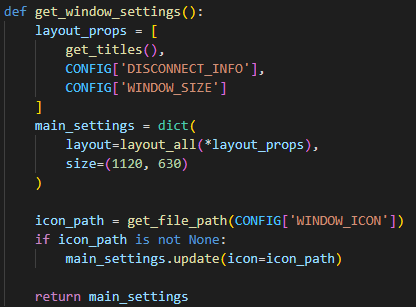 def get_window_settings():
    layout_props = [
        get_titles(),
        CONFIG['DISCONNECT_INFO'],
        CONFIG['WINDOW_SIZE']
    ]
    main_settings = dict(
        layout=layout_all(*layout_props),
        size=(1120, 630)
    )

    icon_path = get_file_path(CONFIG['WINDOW_ICON'])
    if icon_path is not None:
        main_settings.update(icon=icon_path)

    return main_settings